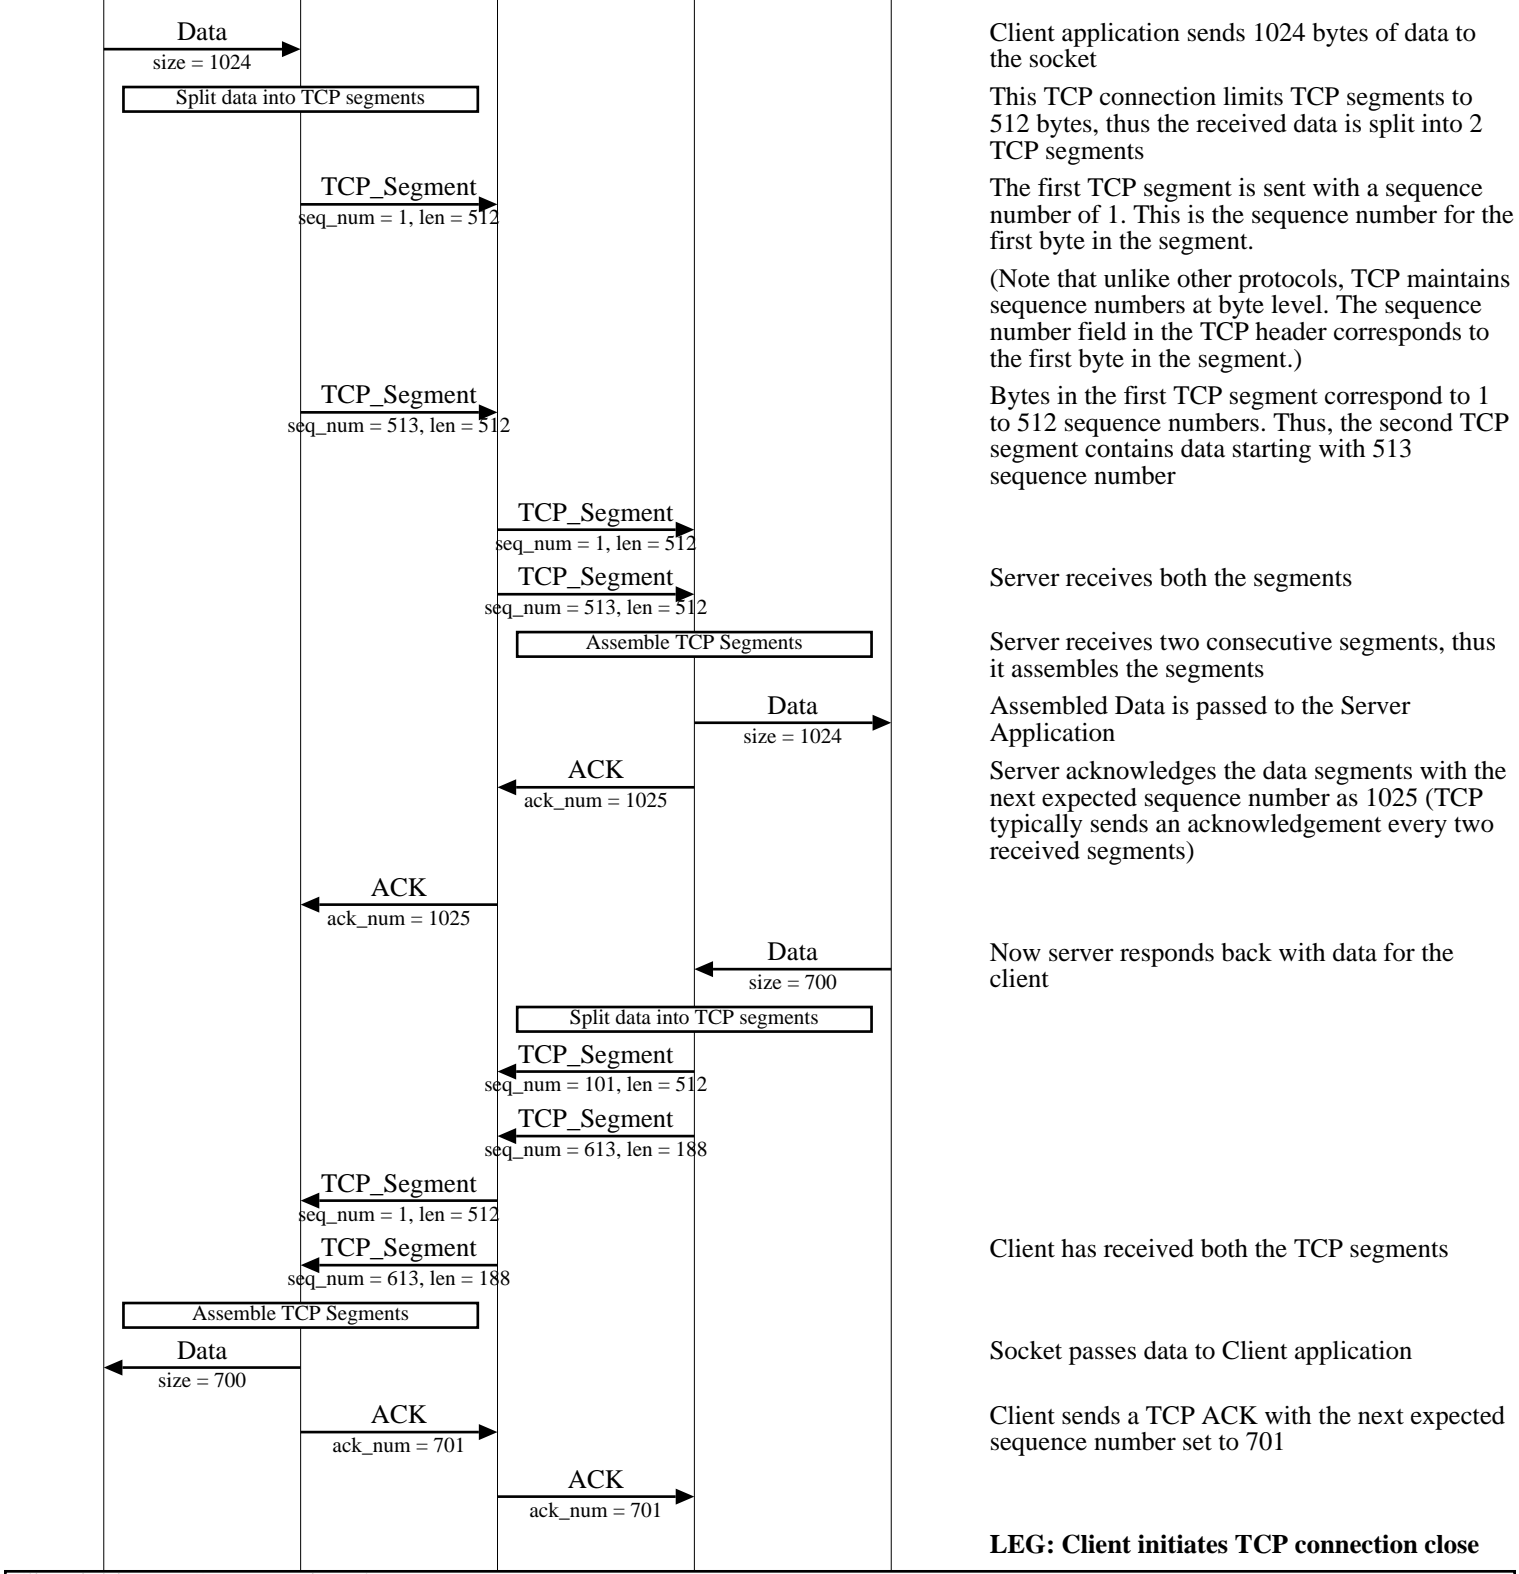 Data
size = 1024
Client application sends 1024 bytes of data to
the socket
Split data into TCP segments
This TCP connection limits TCP segments to
512 bytes, thus the received data is split into 2
TCP segments
TCP_Segment
seq_num = 1, len = 512
The first TCP segment is sent with a sequence
number of 1. This is the sequence number for the
first byte in the segment.
(Note that unlike other protocols, TCP maintains
sequence numbers at byte level. The sequence
number field in the TCP header corresponds to
the first byte in the segment.)
TCP_Segment
seq_num = 513, len = 512
Bytes in the first TCP segment correspond to 1
to 512 sequence numbers. Thus, the second TCP
segment contains data starting with 513
sequence number
TCP_Segment
seq_num = 1, len = 512
TCP_Segment
seq_num = 513, len = 512
Server receives both the segments
Assemble TCP Segments
Server receives two consecutive segments, thus
it assembles the segments
Data
size = 1024
Assembled Data is passed to the Server
Application
ACK
ack_num = 1025
Server acknowledges the data segments with the
next expected sequence number as 1025 (TCP
typically sends an acknowledgement every two
received segments)
ACK
ack_num = 1025
Data
size = 700
Now server responds back with data for the
client
Split data into TCP segments
TCP_Segment
seq_num = 101, len = 512
TCP_Segment
seq_num = 613, len = 188
TCP_Segment
seq_num = 1, len = 512
TCP_Segment
seq_num = 613, len = 188
Client has received both the TCP segments
Assemble TCP Segments
Data
size = 700
Socket passes data to Client application
ACK
ack_num = 701
Client sends a TCP ACK with the next expected
sequence number set to 701
ACK
ack_num = 701
LEG: Client initiates TCP connection close